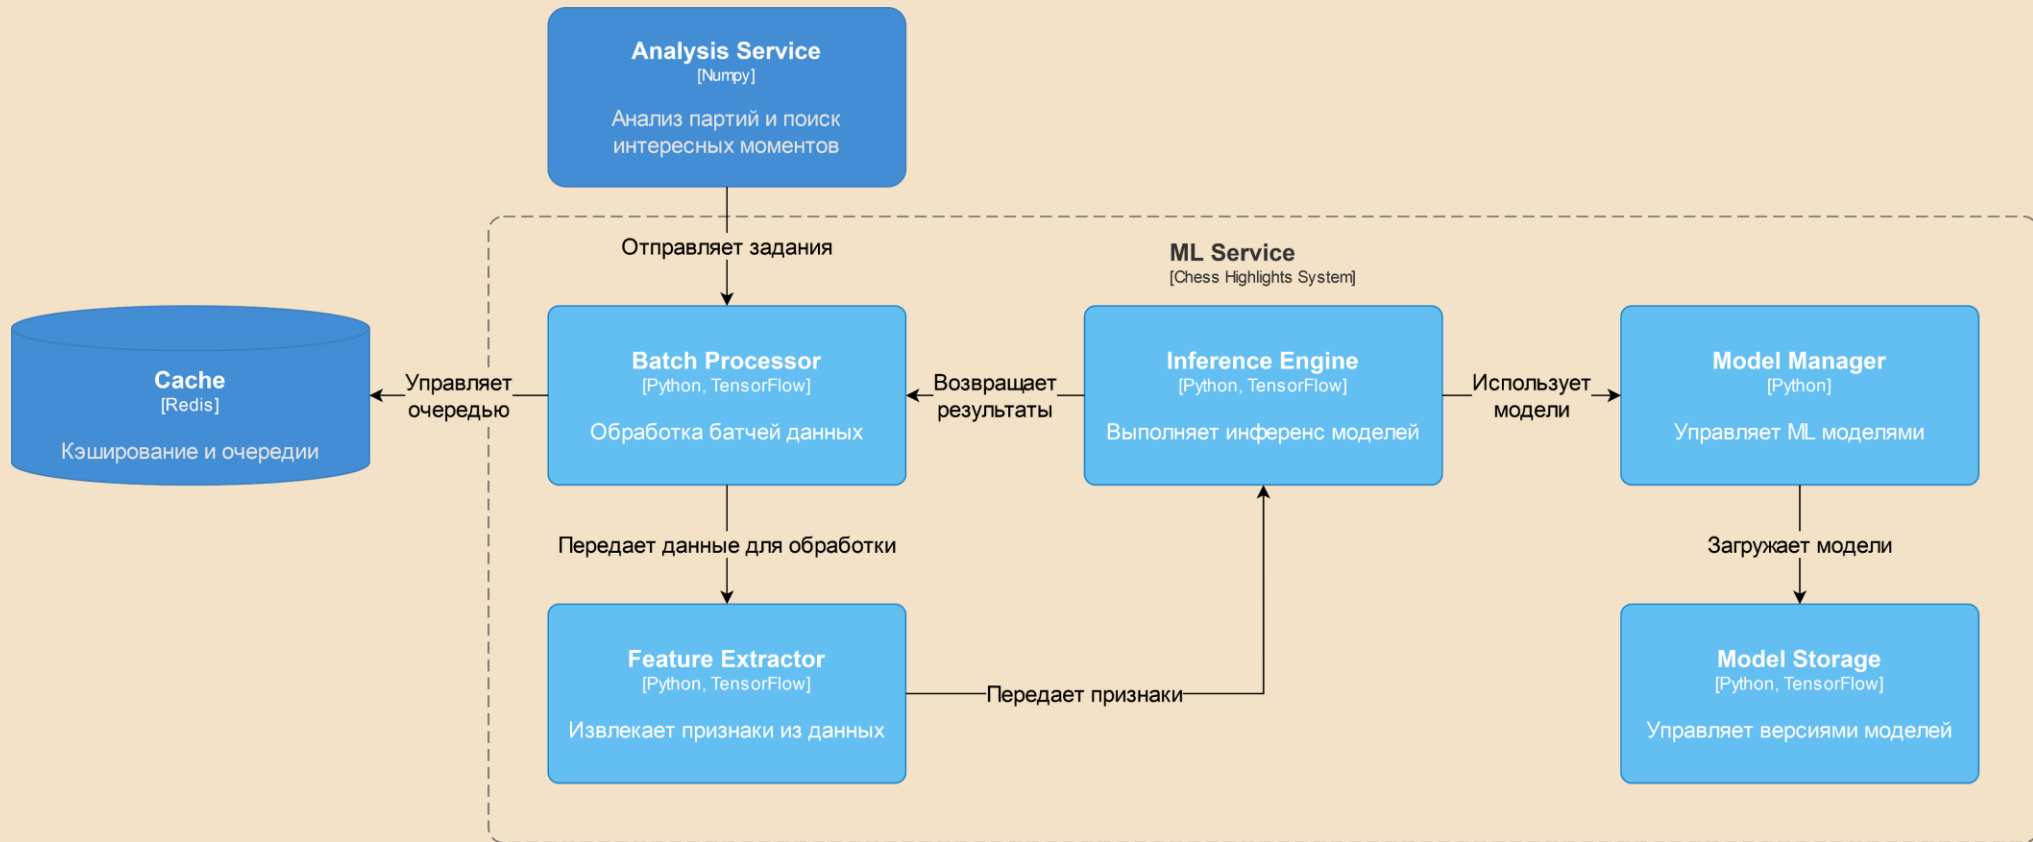 Analysis Service
[Numpy]
Анализ партий и поиск
интересных моментов
Отправляет задания
ML Service
[Chess Highlights System]
Cache
[Redis]
Кэширование и очередии
Управляет
очередью
Batch Processor
[Python, TensorFlow]
Обработка батчей данных
Возвращает
результаты
Inference Engine
[Python, TensorFlow]
Выполняет инференс моделей
Использует
модели
Model Manager
[Python]
Управляет ML моделями
Передает данные для обработки
Загружает модели
Feature Extractor
[Python, TensorFlow]
Извлекает признаки из данных
Передает признаки
Model Storage
[Python, TensorFlow]
Управляет версиями моделей